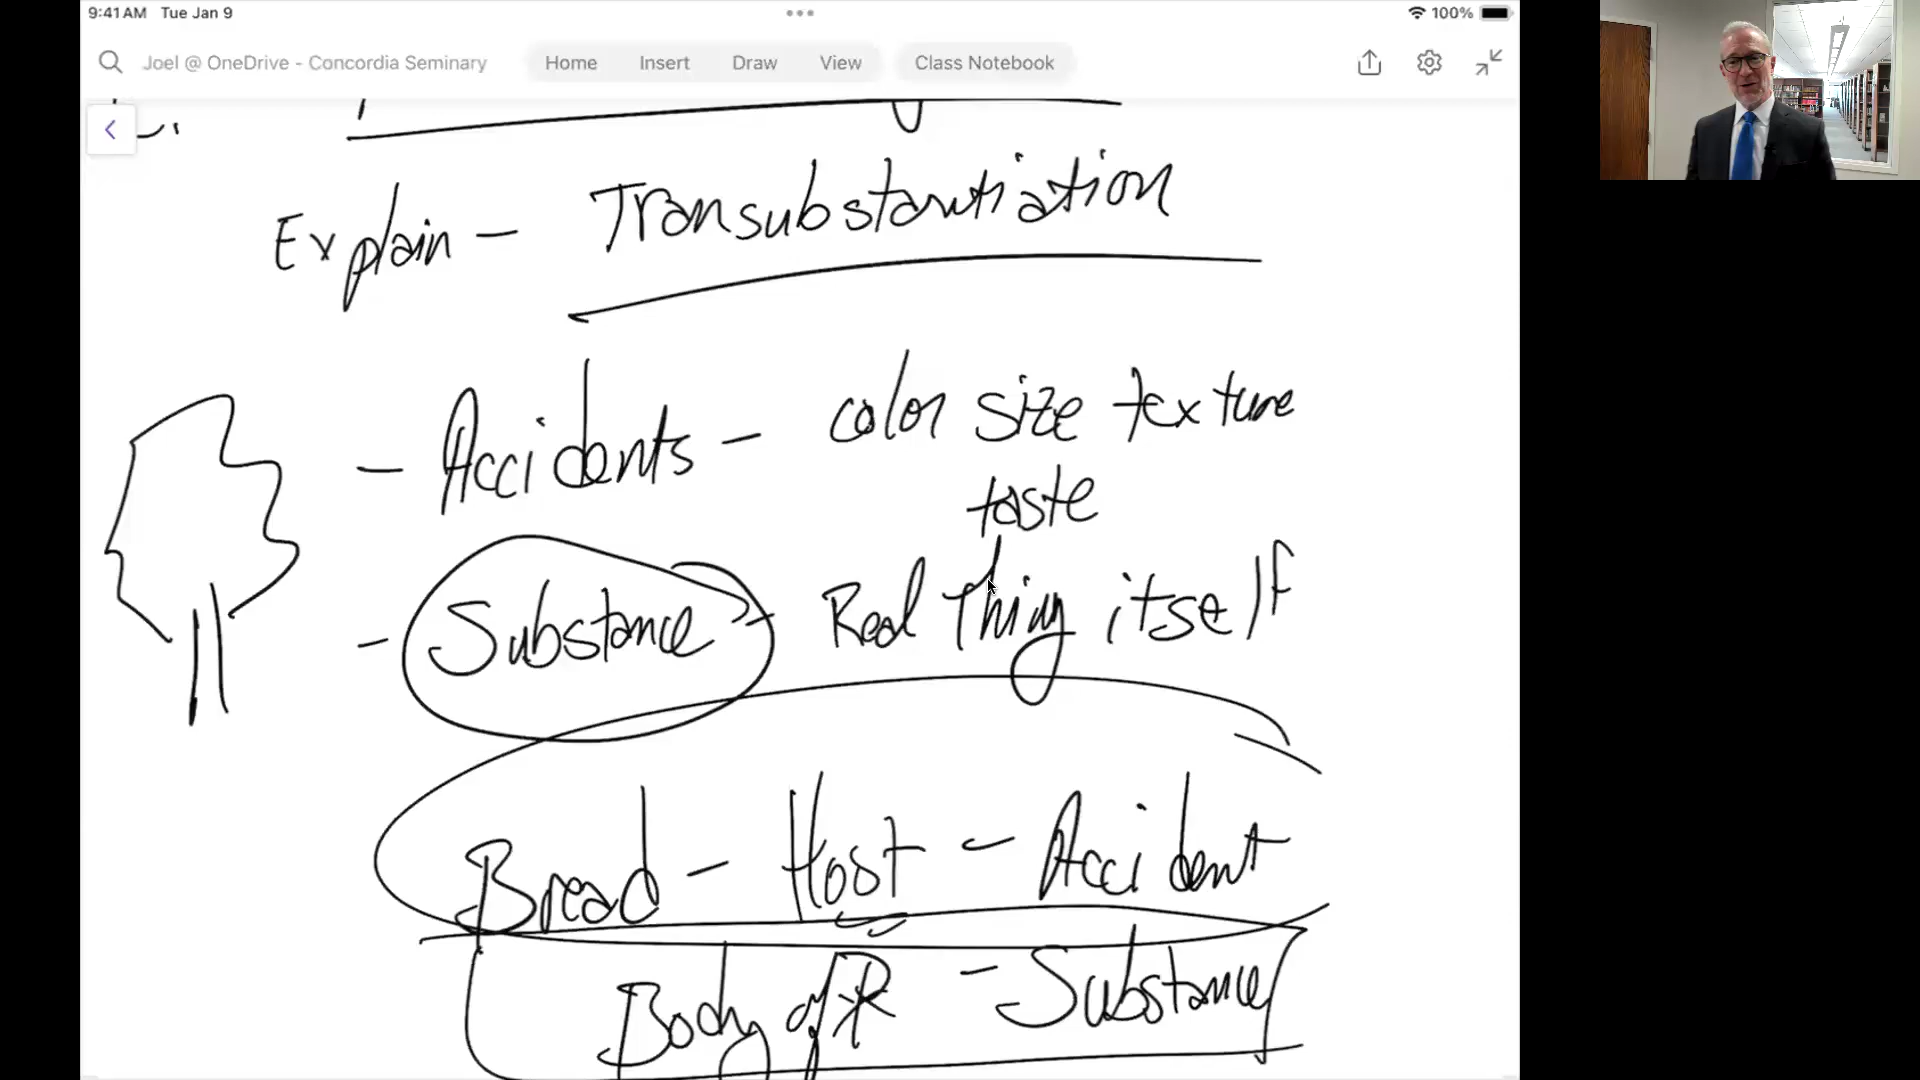 9:41 AM Tue Jan 9
100%
Joel @ OneDrive - Concordia Seminary Home Insert Draw View Class Notebook
Explain - Transubstantiation
- Accidents - color size texture
taste
- Substance - Real Thing itself
Bread - Host - Accident
Body of - Substance